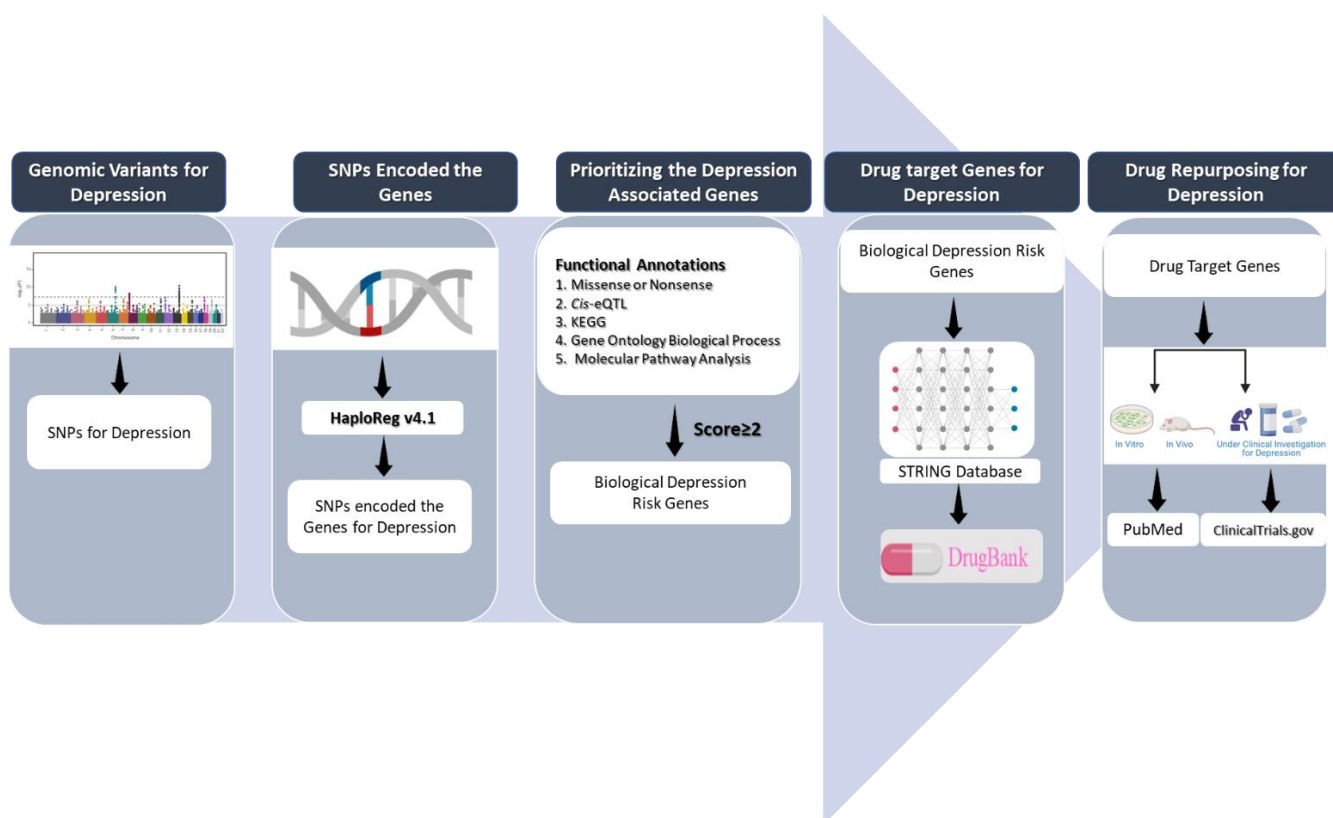 Genomic Variants for
Depression
SNPs Encoded the
Genes
Prioritizing the Depression
Associated Genes
Drug target Genes for
Depression
Drug Repurposing for
Depression
Chromosome
SNPs for Depression
HaploReg v4.1
SNPs encoded the
Genes for Depression
Functional Annotations
1. Missense or Nonsense
2. Cis-eQTL
3. KEGG
4. Gene Ontology Biological Process
5. Molecular Pathway Analysis
Score≥2
Biological Depression
Risk Genes
Biological Depression Risk
Genes
STRING Database
DrugBank
Drug Target Genes
In Vitro
In Vivo
Under Clinical Investigation
for Depression
PubMed
ClinicalTrials.gov